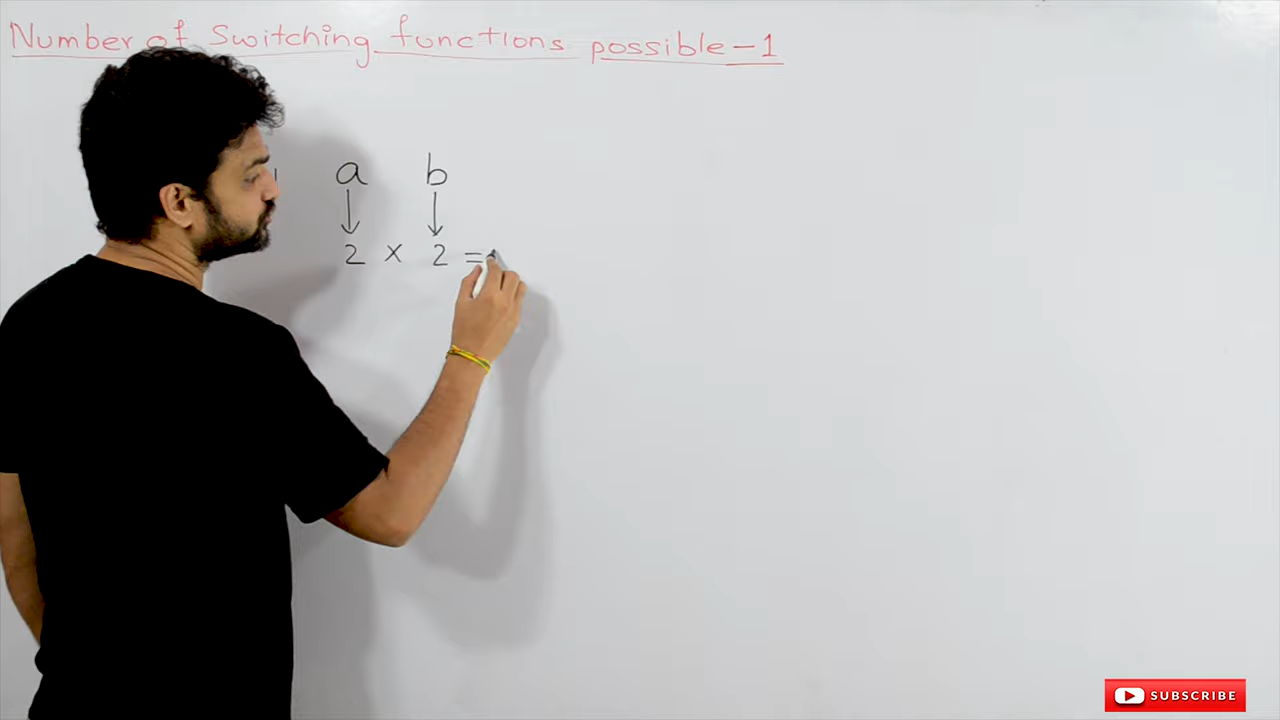 Number of Switching functions possible-1
a b
2 x 2 =
SUBSCRIBE